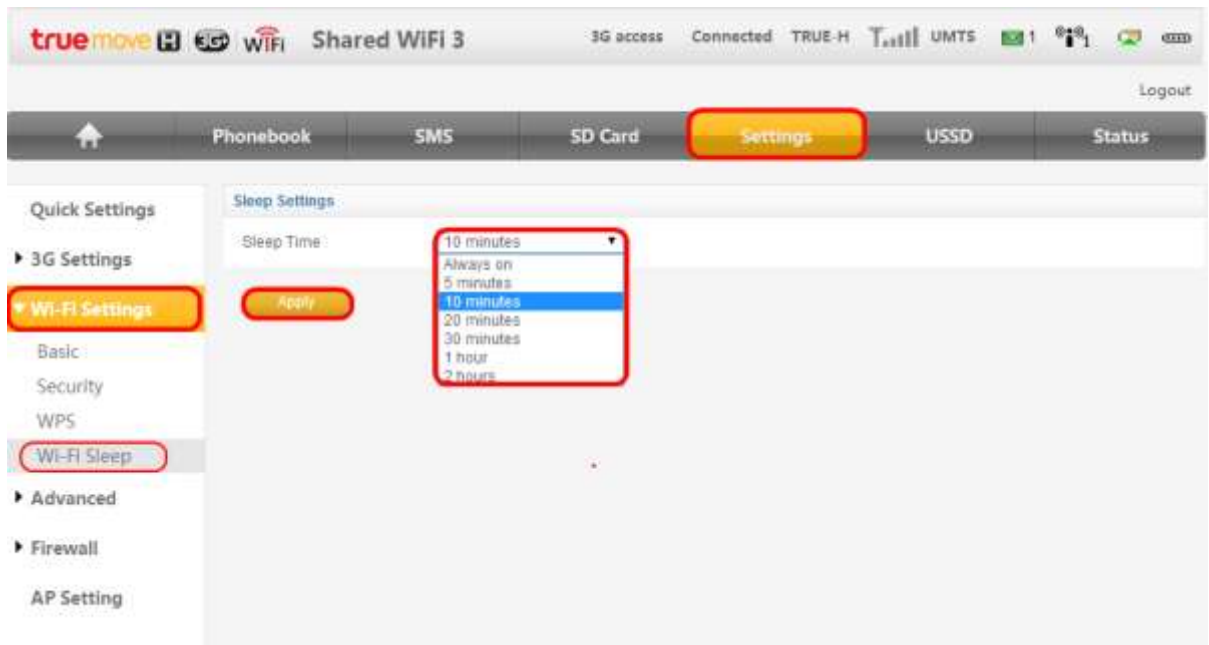 truemove H 3G+ WiFi Shared WiFi 3 3G access Connected TRUE-H UMTS 1 1
Logout
Phonebook SMS SD Card Settings USSD Status
Quick Settings
3G Settings
Wi-Fi Settings
Basic
Security
WPS
Wi-Fi Sleep
Advanced
Firewall
AP Setting
Sleep Settings
Sleep Time 10 minutes
Always on
5 minutes
10 minutes
20 minutes
30 minutes
1 hour
2 hours
Apply